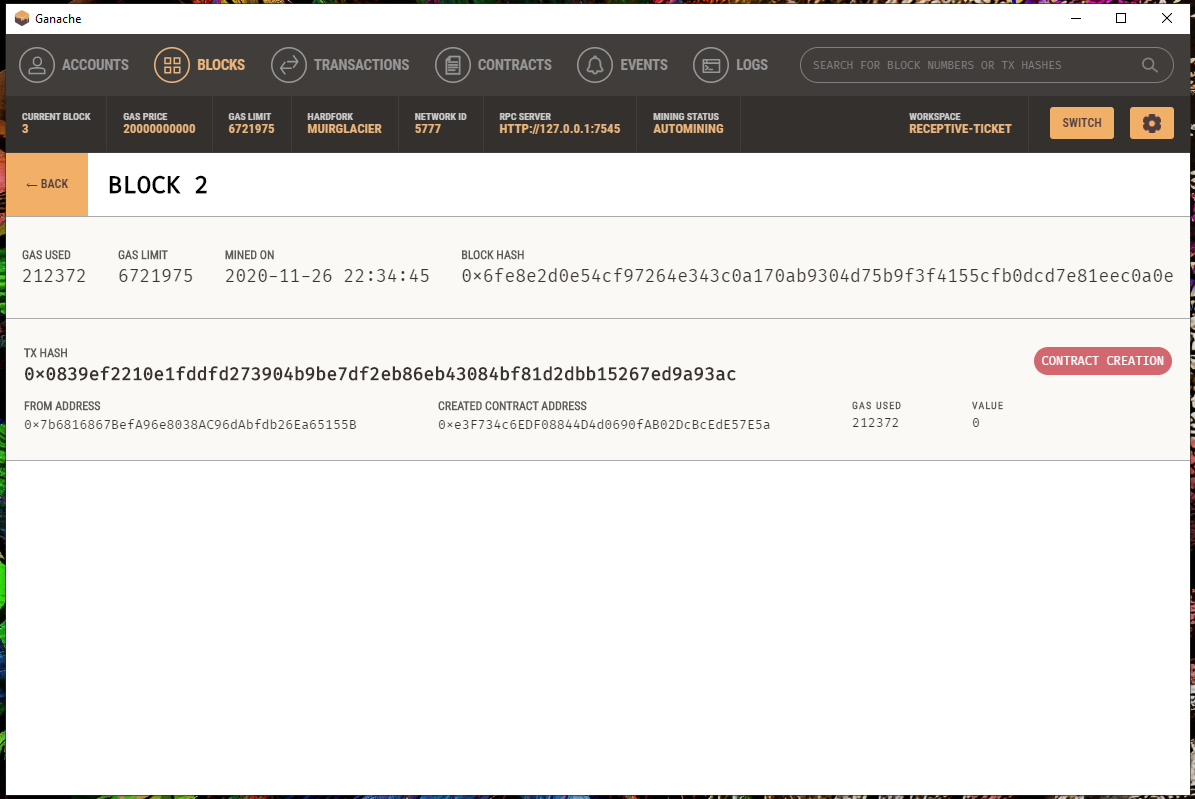 Ganache
ACCOUNTS BLOCKS TRANSACTIONS CONTRACTS EVENTS LOGS SEARCH FOR BLOCK NUMBERS OR TX HASHES
CURRENT BLOCK GAS PRICE GAS LIMIT HARDFORK NETWORK ID RPC SERVER MINING STATUS WORKSPACE
3 20000000000 6721975 MUIRGLACIER 5777 HTTP://127.0.0.1:7545 AUTOMINING RECEPTIVE-TICKET SWITCH
← BACK BLOCK 2
GAS USED GAS LIMIT MINED ON BLOCK HASH
212372 6721975 2020-11-26 22:34:45 0×6fe8e2d0e54cf97264e343c0a170ab9304d75b9f3f4155cfb0dcd7e81eec0a0e
TX HASH CONTRACT CREATION
0×0839ef2210e1fddfd273904b9be7df2eb86eb43084bf81d2dbb15267ed9a93ac
FROM ADDRESS CREATED CONTRACT ADDRESS GAS USED VALUE
0×7b6816867BefA96e8038AC96dAbfdb26Ea65155B 0×e3F734c6EDF08844D4d0690fAB02DcBcEdE57E5a 212372 0